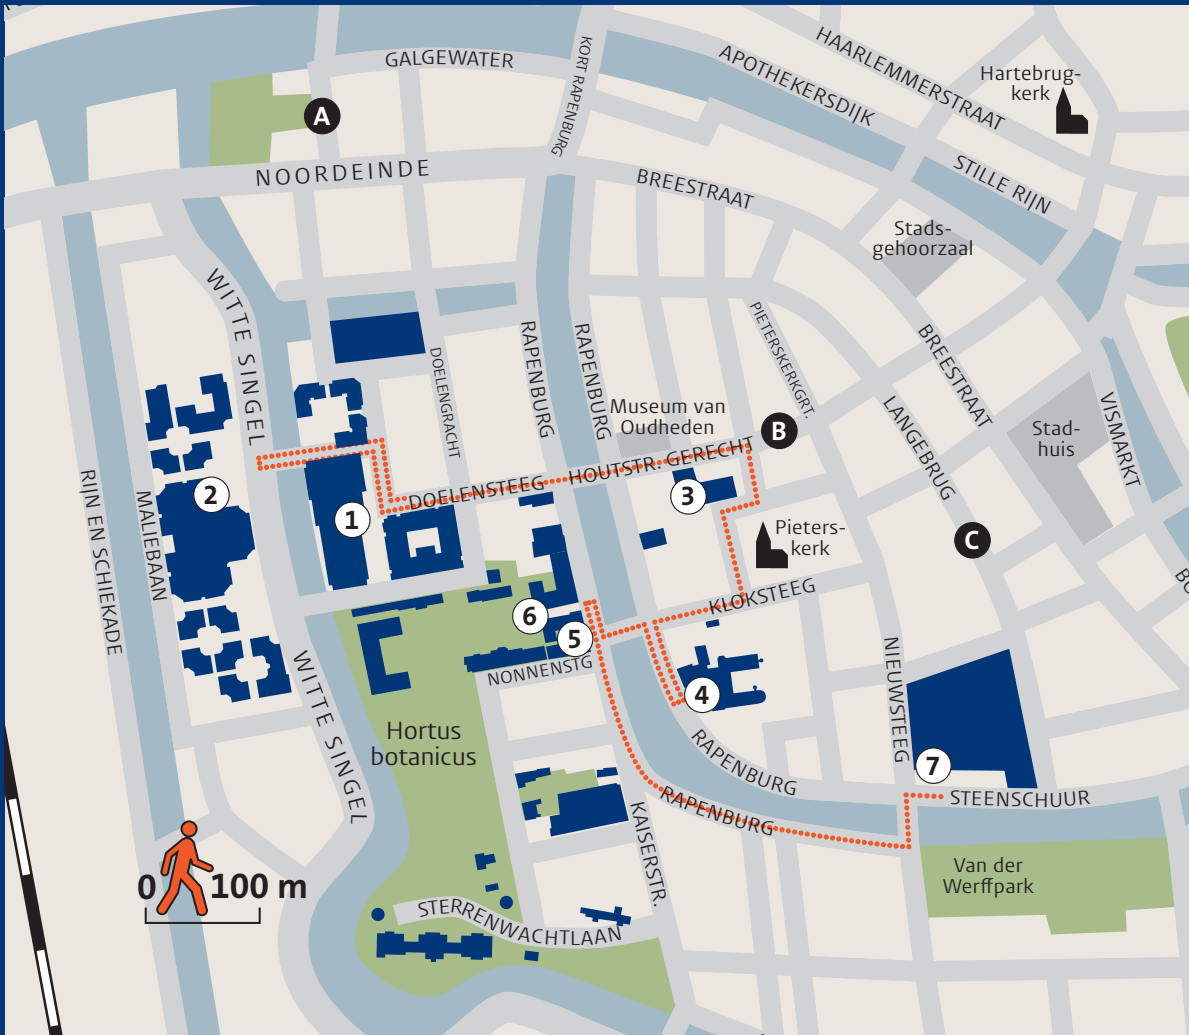 GALGEWATER
KORT RAPENBURG
APOTHEKERSDIJK
HAARLEMMERSTRAAT
Hartebrug-
kerk
A
NOORDEINDE
BREESTRAAT
STILLE RIJN
Stads-
gehoorzaal
WITTE SINGEL
RAPENBURG
RAPENBURG
DOELENGRACHT
PIETERSKERKGRT.
BREESTRAAT
LANGEBRUG
VISMARKT
Museum van
Oudheden
B
Stad-
huis
RIJN EN SCHIEKADE
MALIEBAAN
2
1
DOELENSTEEG
HOUTSTR.
GERECHT
3
Pieters-
kerk
C
KLOKSTEEG
6
5
NONNENSTG
4
NIEUWSTEEG
WITTE SINGEL
Hortus
botanicus
RAPENBURG
7
STEENSCHUUR
RAPENBURG
KAISERSTR.
Van der
Werffpark
0 100 m
STERRENWACHTLAAN